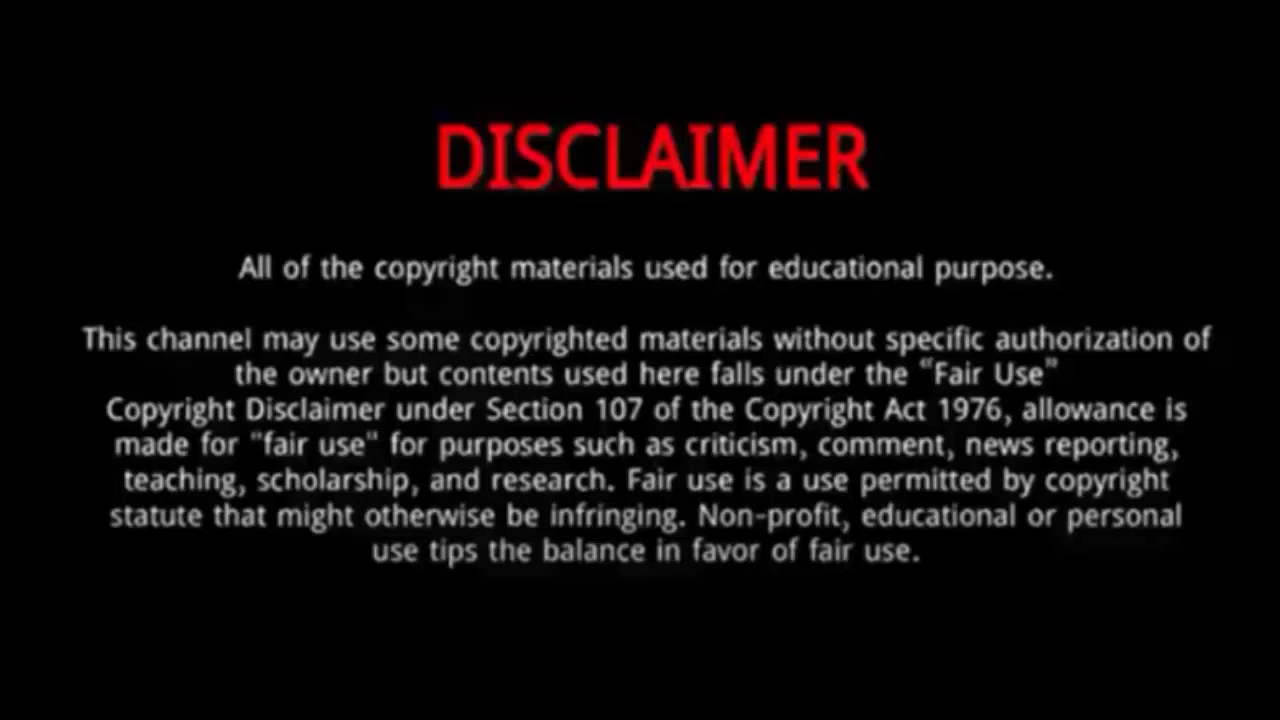 DISCLAIMER
All of the copyright materials used for educational purpose.
This channel may use some copyrighted materials without specific authorization of
the owner but contents used here falls under the “Fair Use”
Copyright Disclaimer under Section 107 of the Copyright Act 1976, allowance is
made for "fair use" for purposes such as criticism, comment, news reporting,
teaching, scholarship, and research. Fair use is a use permitted by copyright
statute that might otherwise be infringing. Non-profit, educational or personal
use tips the balance in favor of fair use.